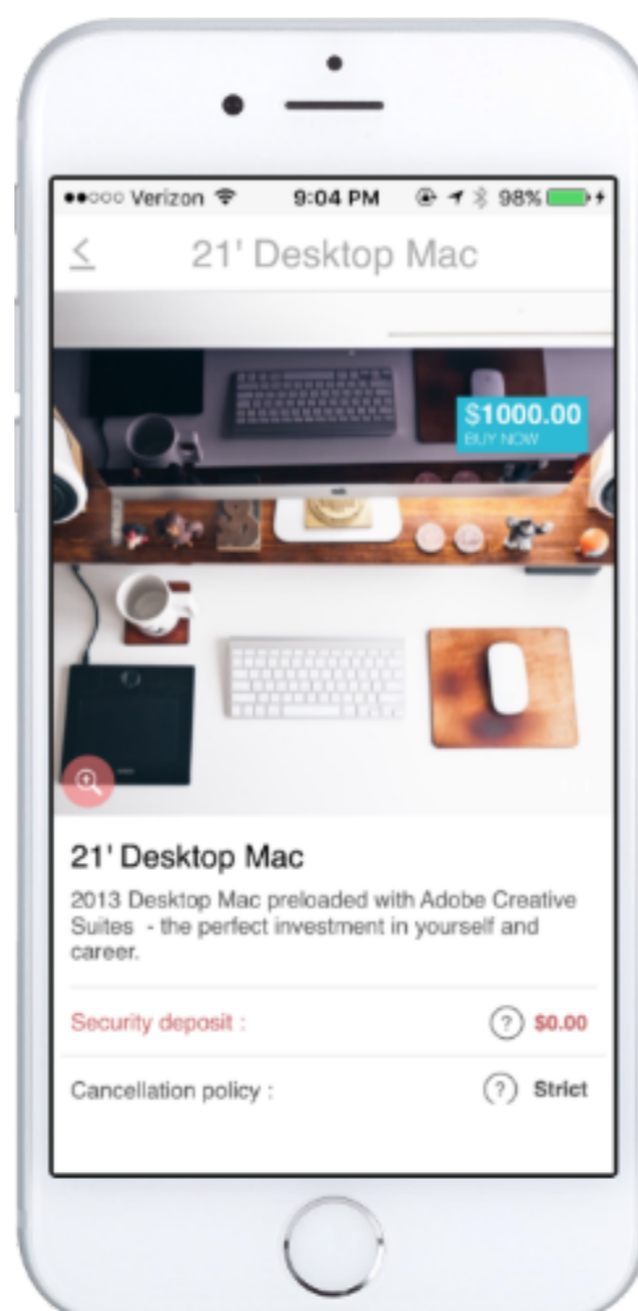 Verizon 9:04 PM 98%
21' Desktop Mac
$1000.00
BUY NOW
21' Desktop Mac
2013 Desktop Mac preloaded with Adobe Creative
Suites - the perfect investment in yourself and
career.
Security deposit : ? $0.00
Cancellation policy : ? Strict